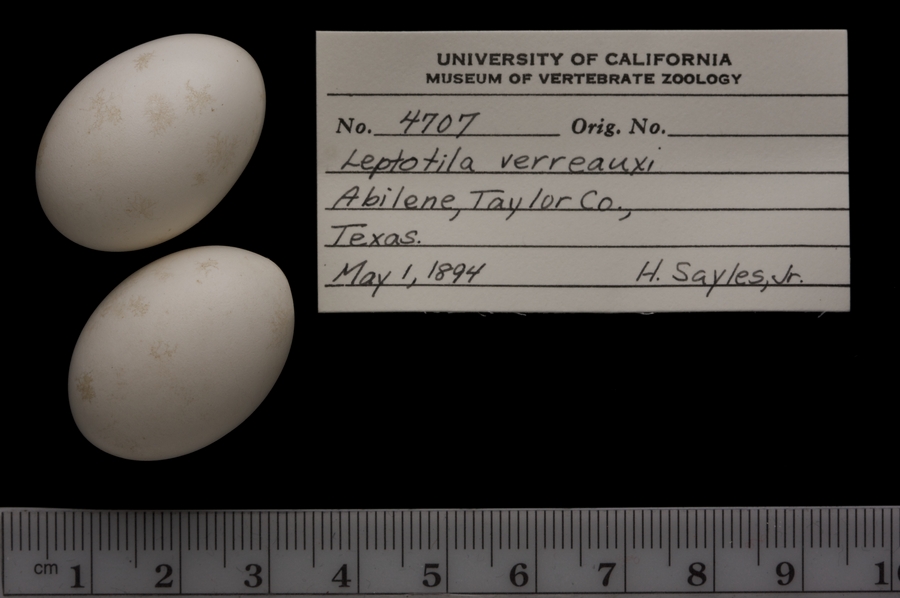 UNIVERSITY OF CALIFORNIA
MUSEUM OF VERTEBRATE ZOOLOGY
No. 4707 Orig. No.
Leptotila verreauxi
Abilene, Taylor Co.,
Texas.
May 1, 1894 H. Sayles, Jr.
cm 1 2 3 4 5 6 7 8 9 1